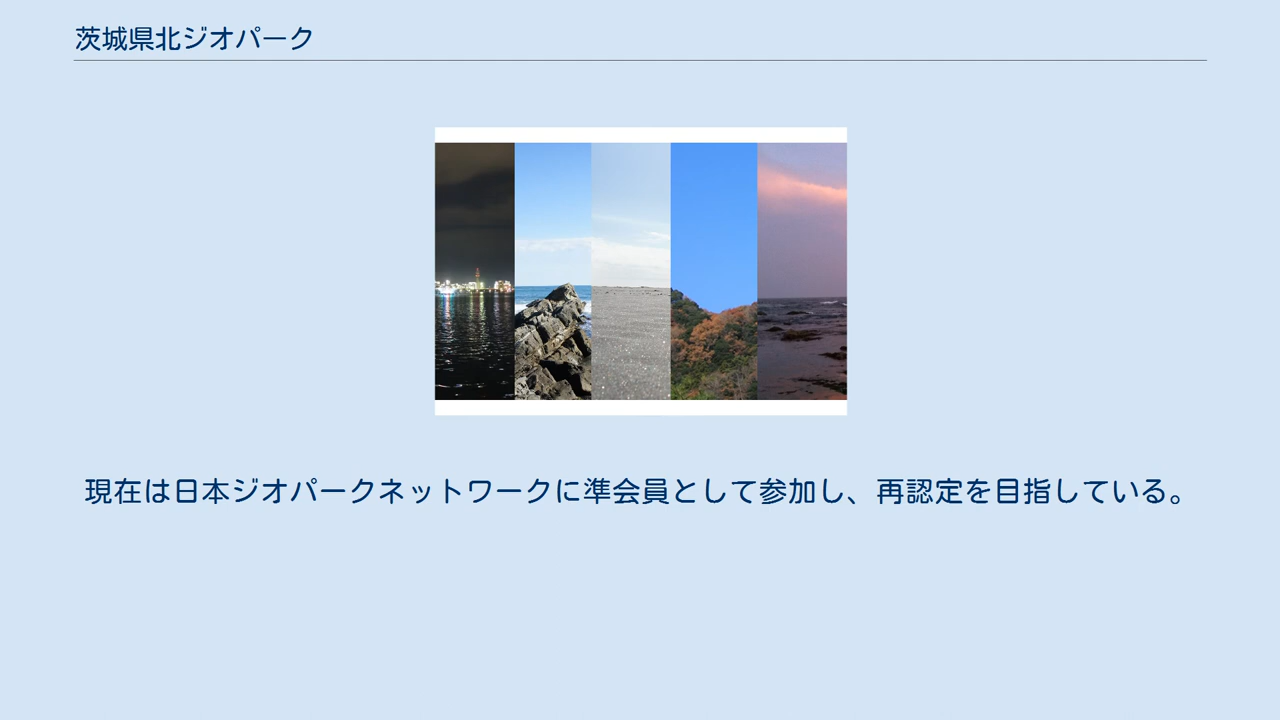 茨城県北ジオパーク
現在は日本ジオパークネットワークに準会員として参加し、再認定を目指している。